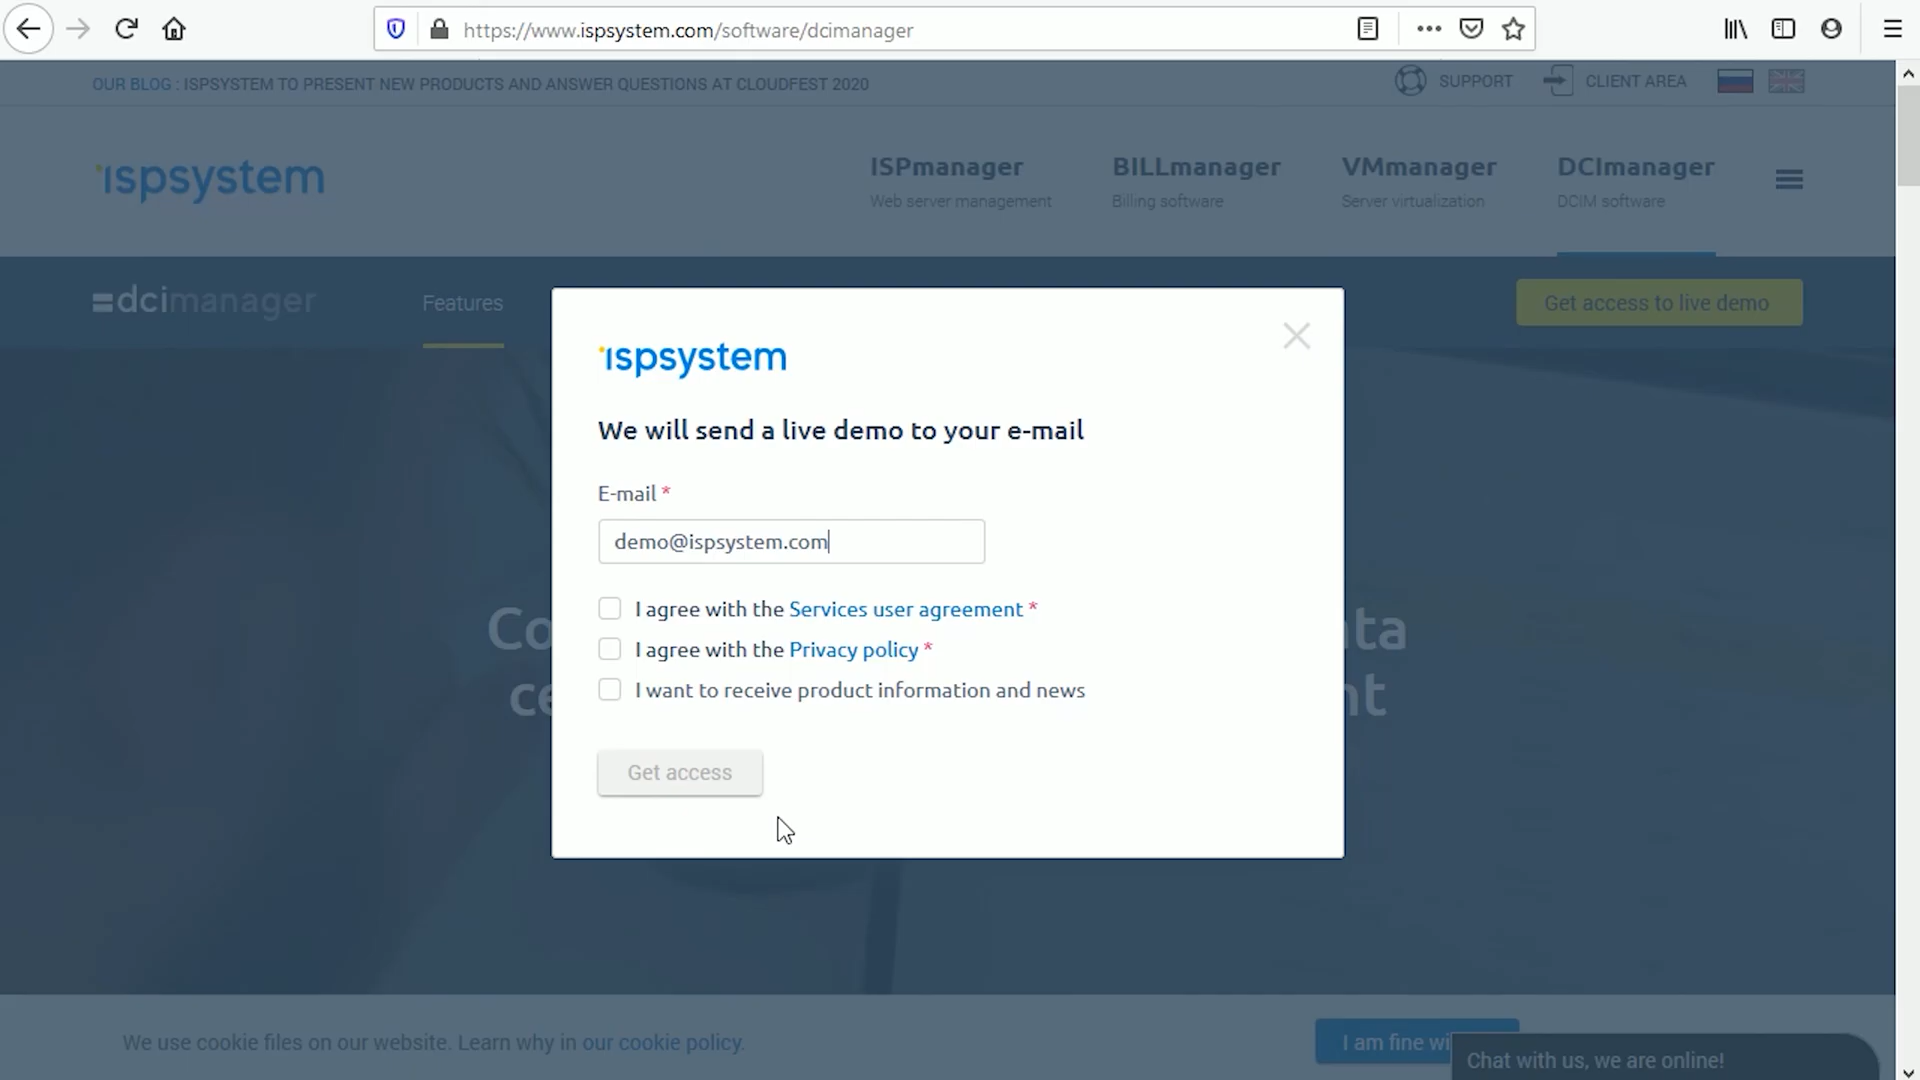 https://www.ispsystem.com/software/dcimanager
OUR BLOG : ISPSYSTEM TO PRESENT NEW PRODUCTS AND ANSWER QUESTIONS AT CLOUDFEST 2020
SUPPORT
CLIENT AREA
ispsystem
ISPmanager
Web server management
BILLmanager
Billing software
VMmanager
Server virtualization
DCImanager
DCIM software
dcimanager
Features
Get access to live demo
ispsystem
We will send a live demo to your e-mail
E-mail *
demo@ispsystem.com
I agree with the Services user agreement *
I agree with the Privacy policy *
I want to receive product information and news
Get access
We use cookie files on our website. Learn why in our cookie policy.
I am fine
Chat with us, we are online!